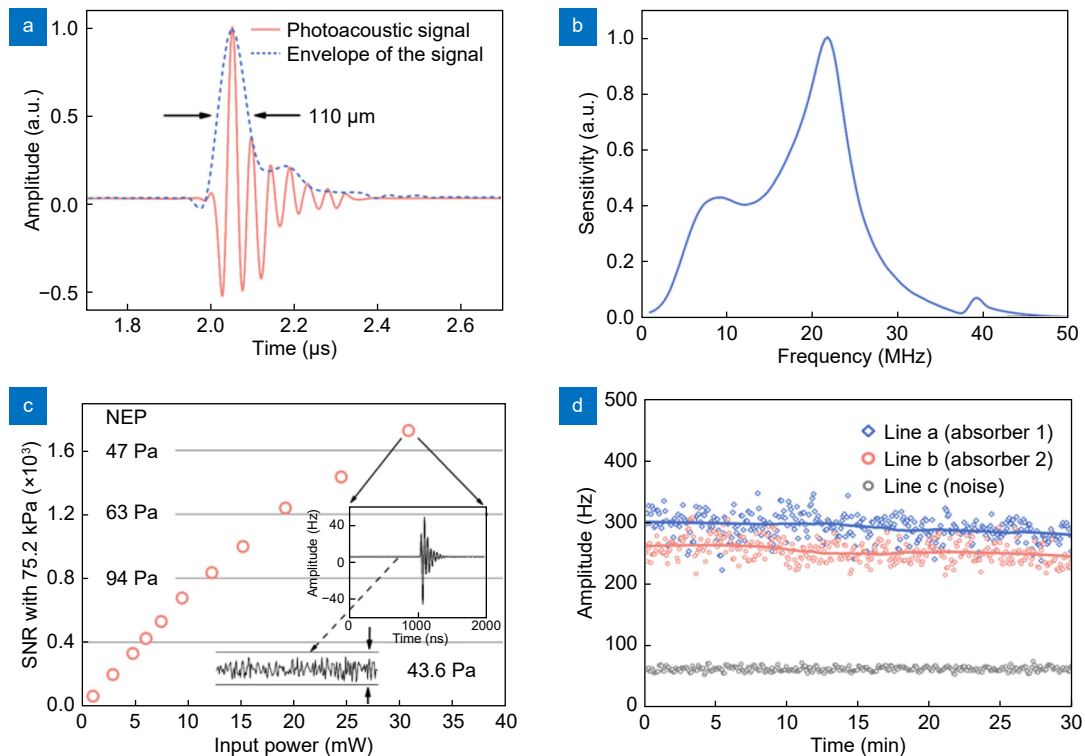 a
Photoacoustic signal
Envelope of the signal
110 μm
1.0
0.5
0.0
−0.5
Amplitude (a.u.)
1.8 2.0 2.2 2.4 2.6
Time (μs)
b
1.0
0.8
0.6
0.4
0.2
0.0
Sensitivity (a.u.)
0 10 20 30 40 50
Frequency (MHz)
c
NEP
47 Pa
63 Pa
94 Pa
1.6
1.2
0.8
0.4
0.0
SNR with 75.2 kPa (×10³)
40
0
−40
Amplitude (Hz)
0 1000 2000
Time (ns)
43.6 Pa
0 5 10 15 20 25 30 35 40
Input power (mW)
d
Line a (absorber 1)
Line b (absorber 2)
Line c (noise)
500
400
300
200
100
0
Amplitude (Hz)
0 5 10 15 20 25 30
Time (min)